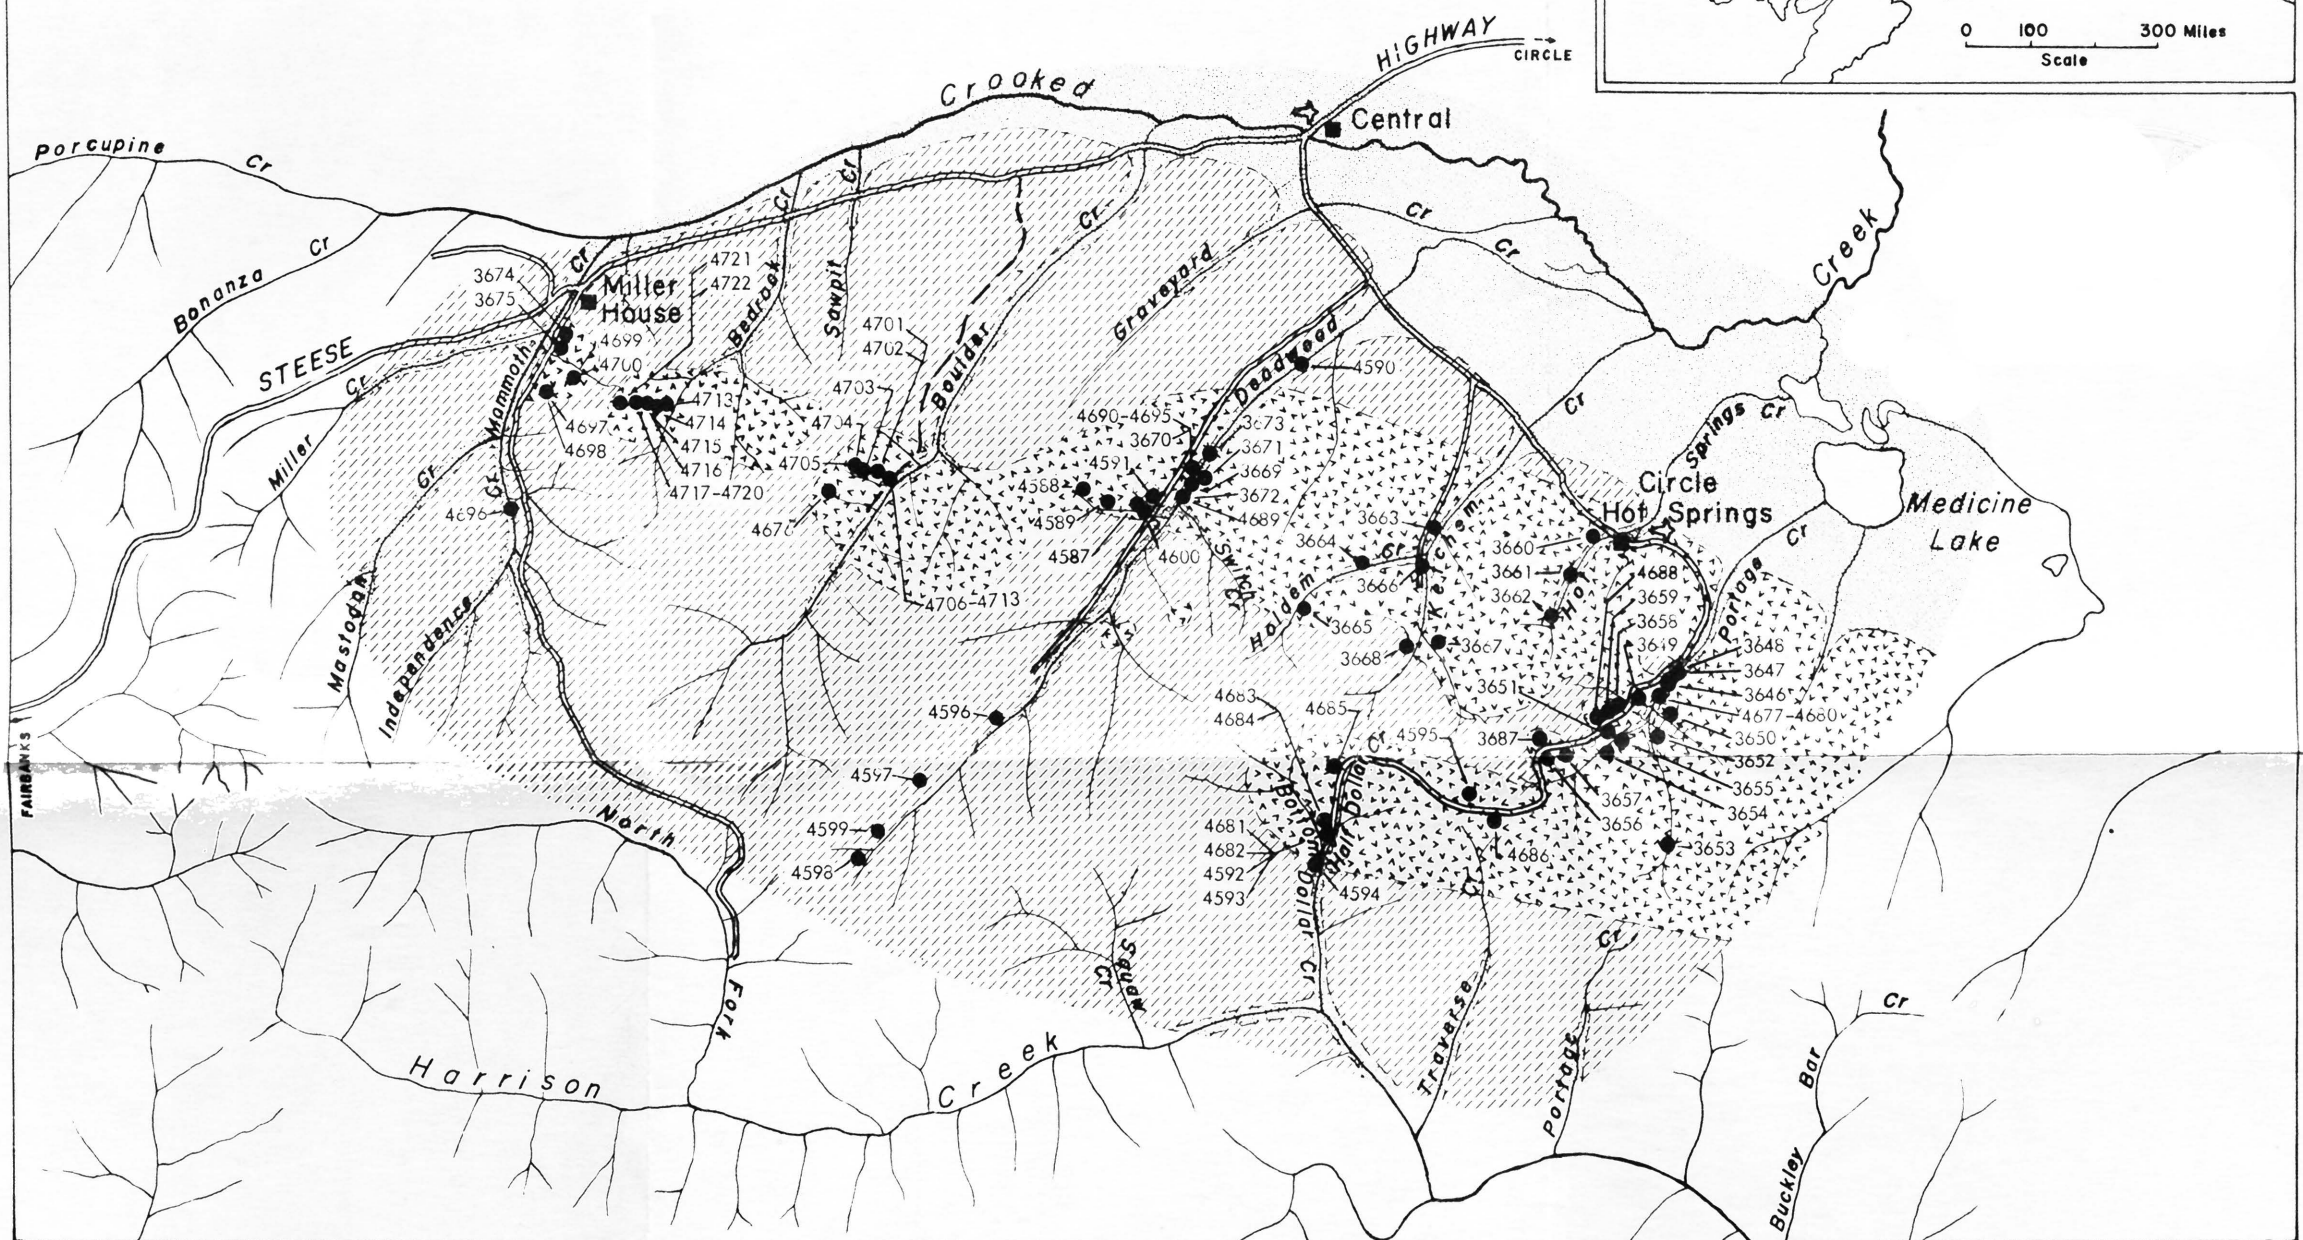 0 100 300 Miles
Scale
HIGHWAY
CIRCLE
Crooked
Central
Porcupine
Cr
Cr
Cr
Cr
Cr
Cr
Bonanza
Cr
Cr
Creek
3674
3675
Miller
House
4721
4722
Bedrock
Sawpit
Graveyard
STEESE
Cr
Mammoth
4699
4700
4701
4702
Boulder
Deadwood
4590
4703
4713
4714
4715
4716
4717-4720
4697
4698
4704
4705
4690-4695
3670
3673
3671
3669
3672
4689
4591
4588
4589
4587
4600
Springs Cr
Cr
Circle
Hot Springs
Medicine
Lake
Miller
Cr
Cr
4696
4676
3663
Ketchem
3664
Cr
3666
3660
3661
3662
Hot
4688
3659
3658
3649
Cr
Portage
Switch
Cr
Holdem
3665
3668
3667
4706-4713
Mastodon
Independence
3648
3647
3646
4677-4680
3650
3652
3655
3654
3653
3651
3687
3657
3656
4683
4684
4685
4595
Cr
4596
4597
4599
4598
FAIRBANKS
North
Fork
Bottom Dollar Cr
Half Dollar
4681
4682
4592
4593
4594
4686
Cr
Squaw
Cr
Traverse
Cr
Portage
Cr
Bar
Buckley
Harrison
Creek